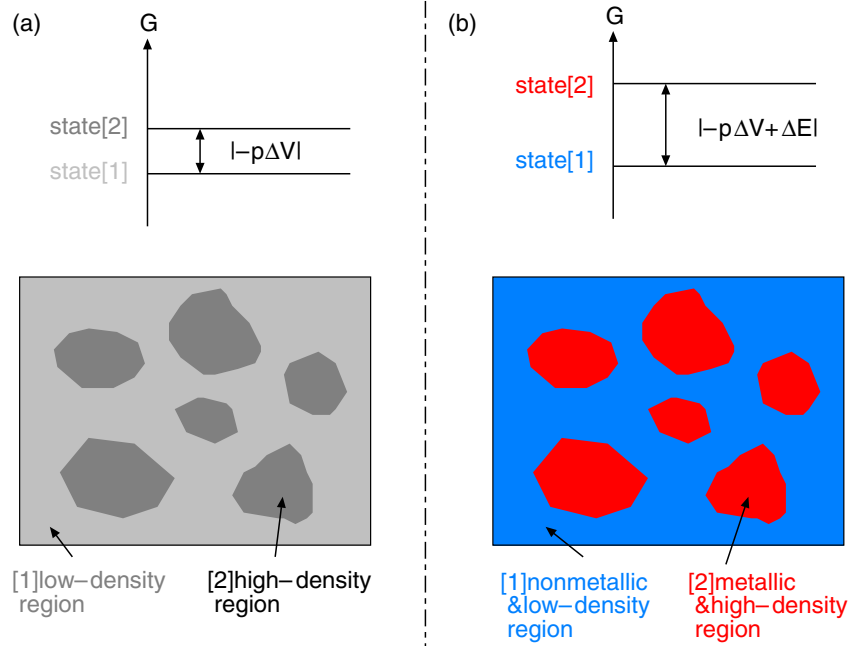 (a)
G
state[2]
|−pΔV|
state[1]
[1]low−density
region
[2]high−density
region
(b)
G
state[2]
|−pΔV+ΔE|
state[1]
[1]nonmetallic
&low−density
region
[2]metallic
&high−density
region